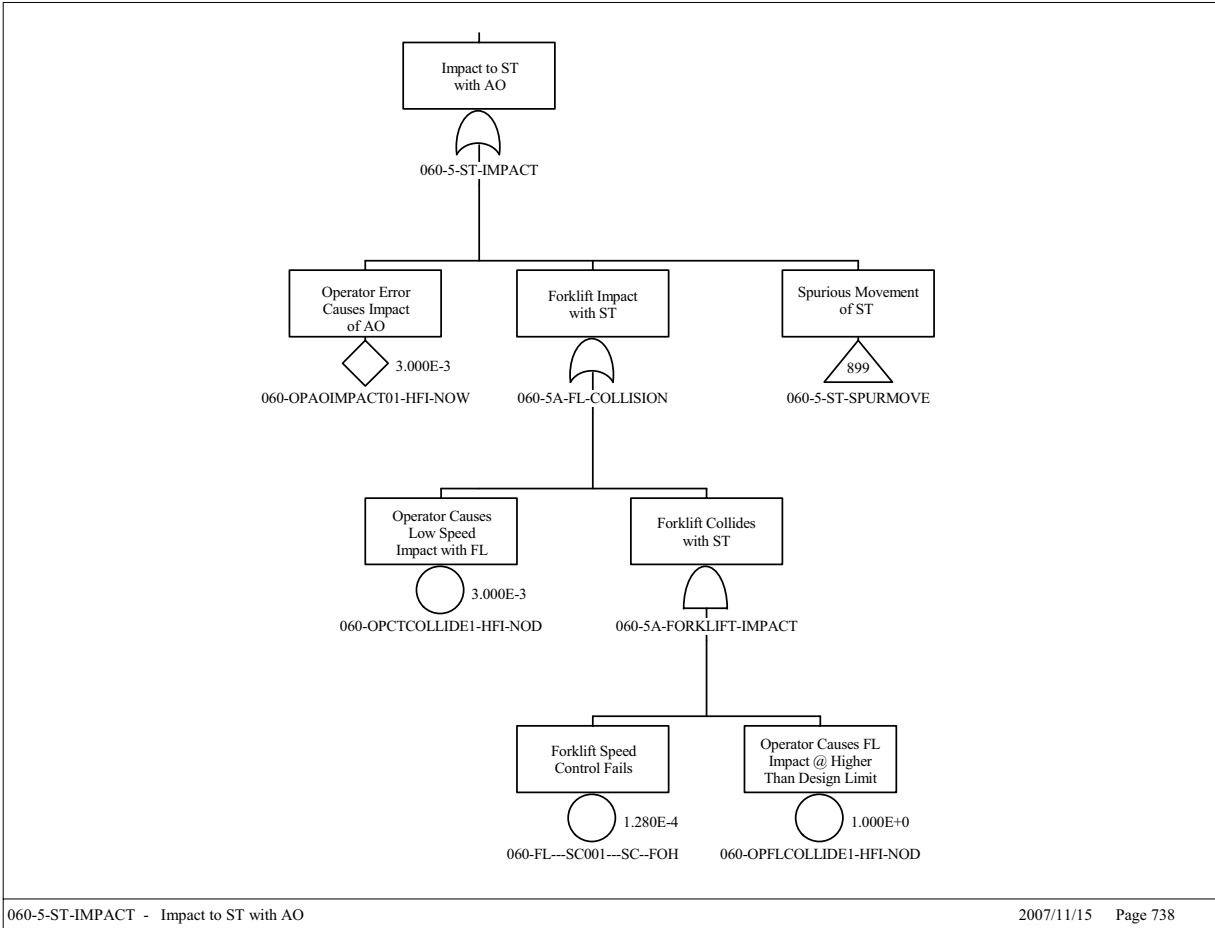 Impact to ST
with AO
060-5-ST-IMPACT
Operator Error
Causes Impact
of AO
3.000E-3
060-OPAOIMPACT01-HFI-NOW
Forklift Impact
with ST
060-5A-FL-COLLISION
Spurious Movement
of ST
899
060-5-ST-SPURMOVE
Operator Causes
Low Speed
Impact with FL
3.000E-3
060-OPCTCOLLIDE1-HFI-NOD
Forklift Collides
with ST
060-5A-FORKLIFT-IMPACT
Forklift Speed
Control Fails
1.280E-4
060-FL---SC001---SC--FOH
Operator Causes FL
Impact @ Higher
Than Design Limit
1.000E+0
060-OPFLCOLLIDE1-HFI-NOD
060-5-ST-IMPACT - Impact to ST with AO
2007/11/15 Page 738